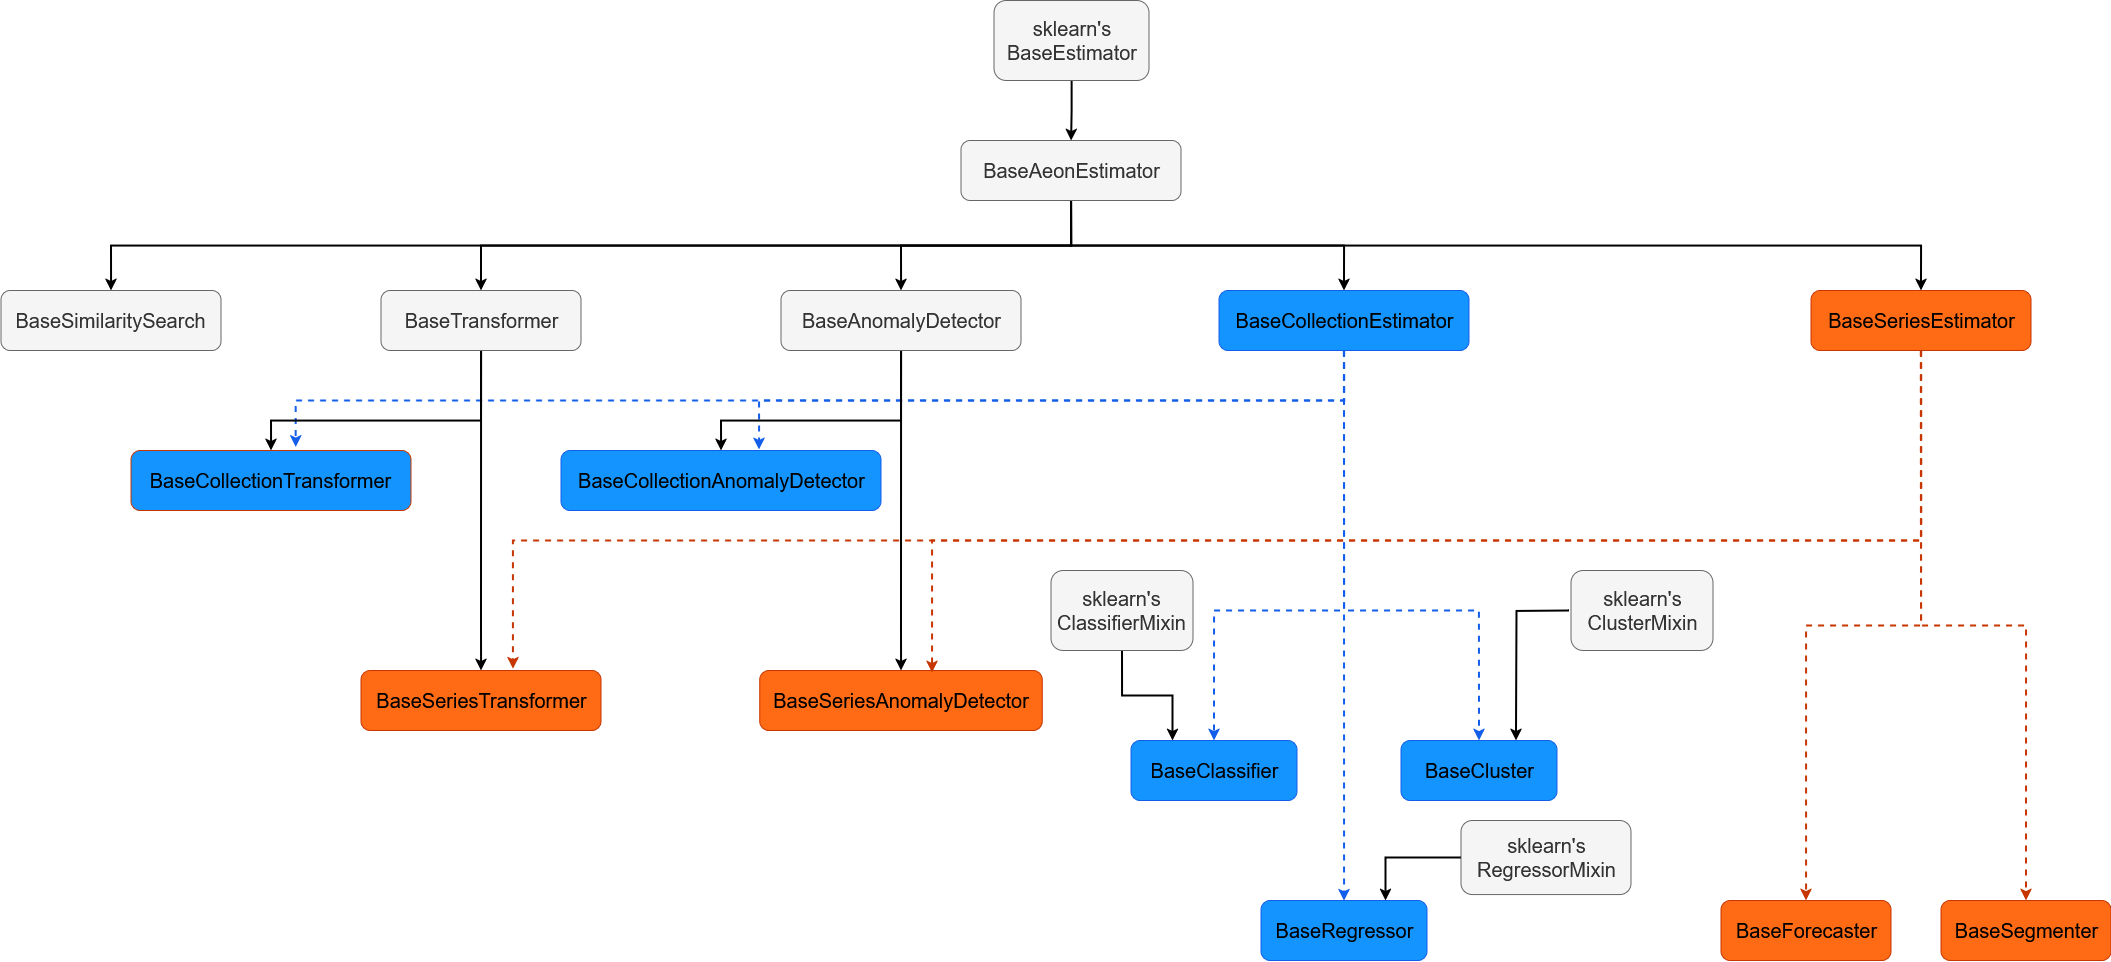 sklearn's
BaseEstimator
BaseAeonEstimator
BaseSimilaritySearch
BaseTransformer
BaseAnomalyDetector
BaseCollectionEstimator
BaseSeriesEstimator
BaseCollectionTransformer
BaseCollectionAnomalyDetector
sklearn's
ClassifierMixin
sklearn's
ClusterMixin
BaseSeriesTransformer
BaseSeriesAnomalyDetector
BaseClassifier
BaseCluster
sklearn's
RegressorMixin
BaseRegressor
BaseForecaster
BaseSegmenter